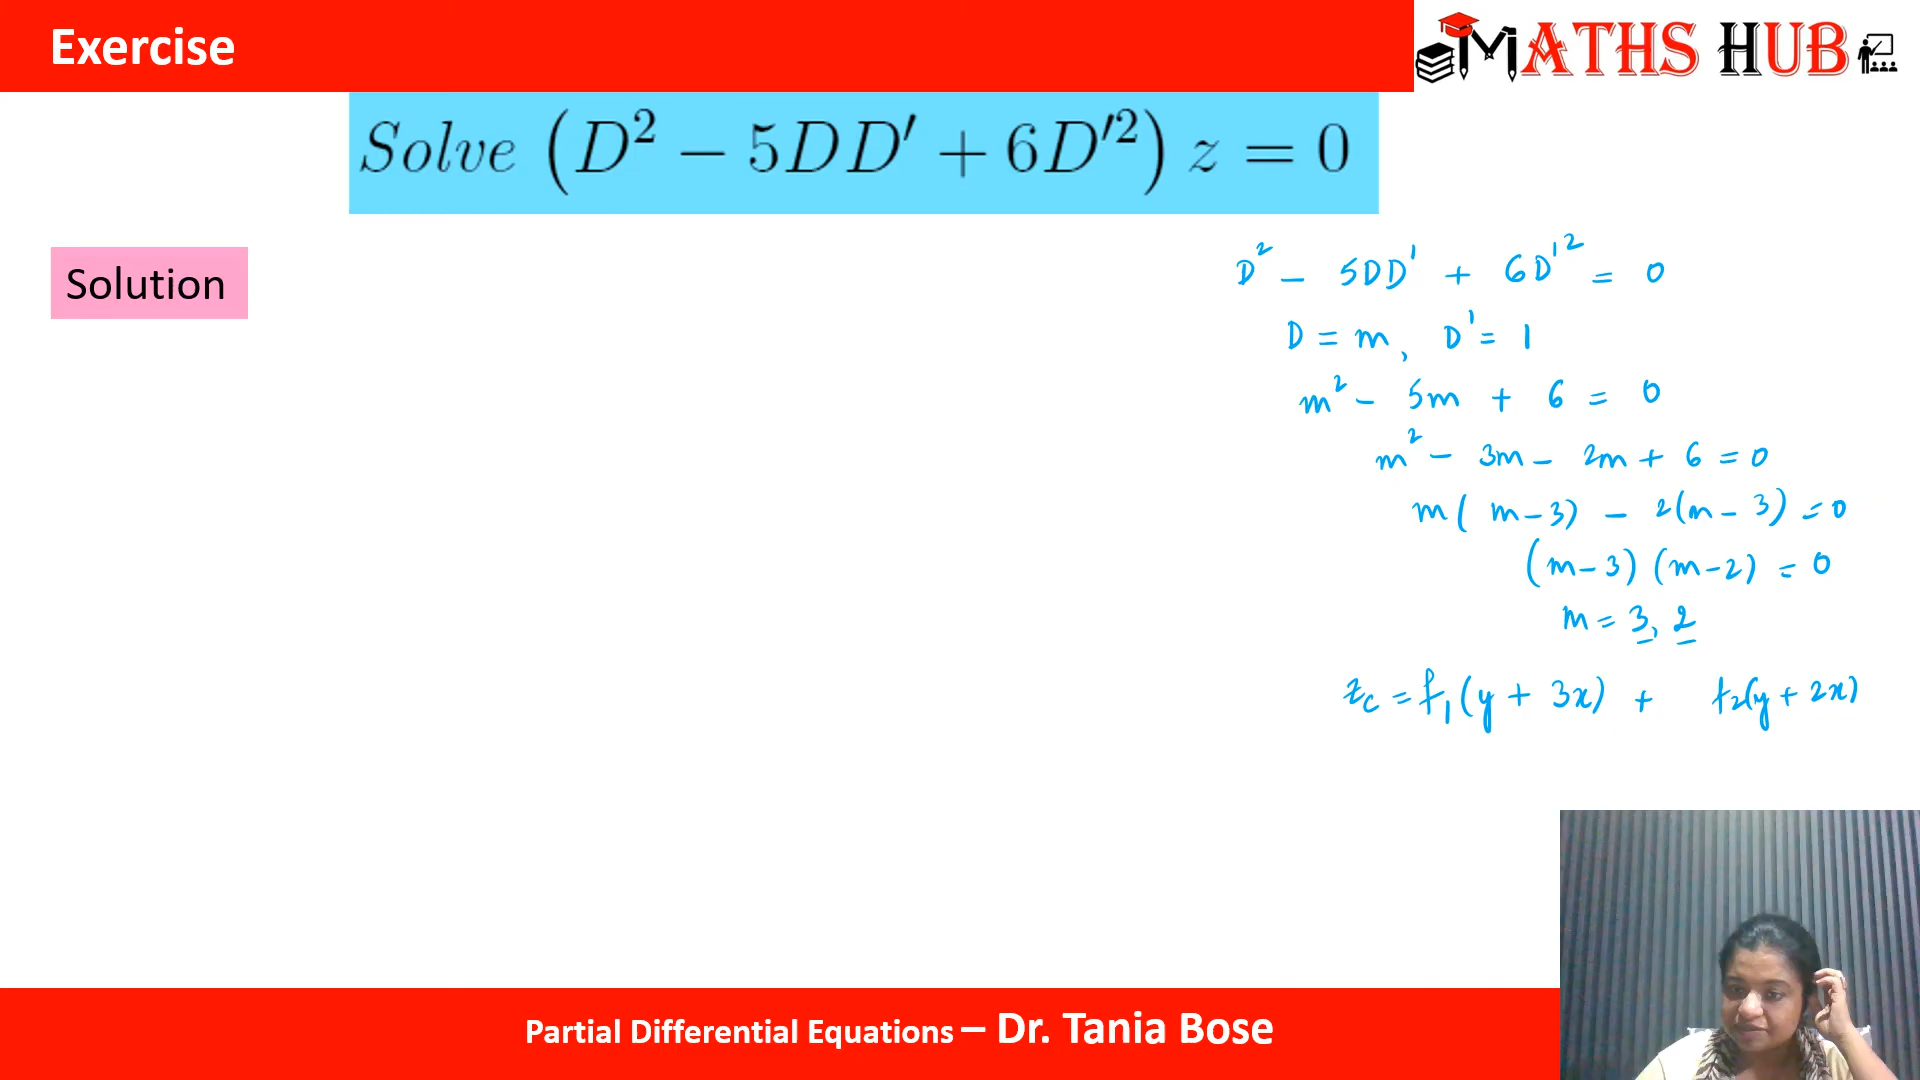 Exercise
MATHS HUB
Solve (D² − 5DD′ + 6D′²) z = 0
Solution
D² − 5DD' + 6D'² = 0
D = m, D' = 1
m² − 5m + 6 = 0
m² − 3m − 2m + 6 = 0
m( m−3) − 2(m − 3) = 0
(m−3) (m−2) = 0
m = 3, 2
z_c = f₁(y + 3x) + f₂(y + 2x)
Partial Differential Equations – Dr. Tania Bose